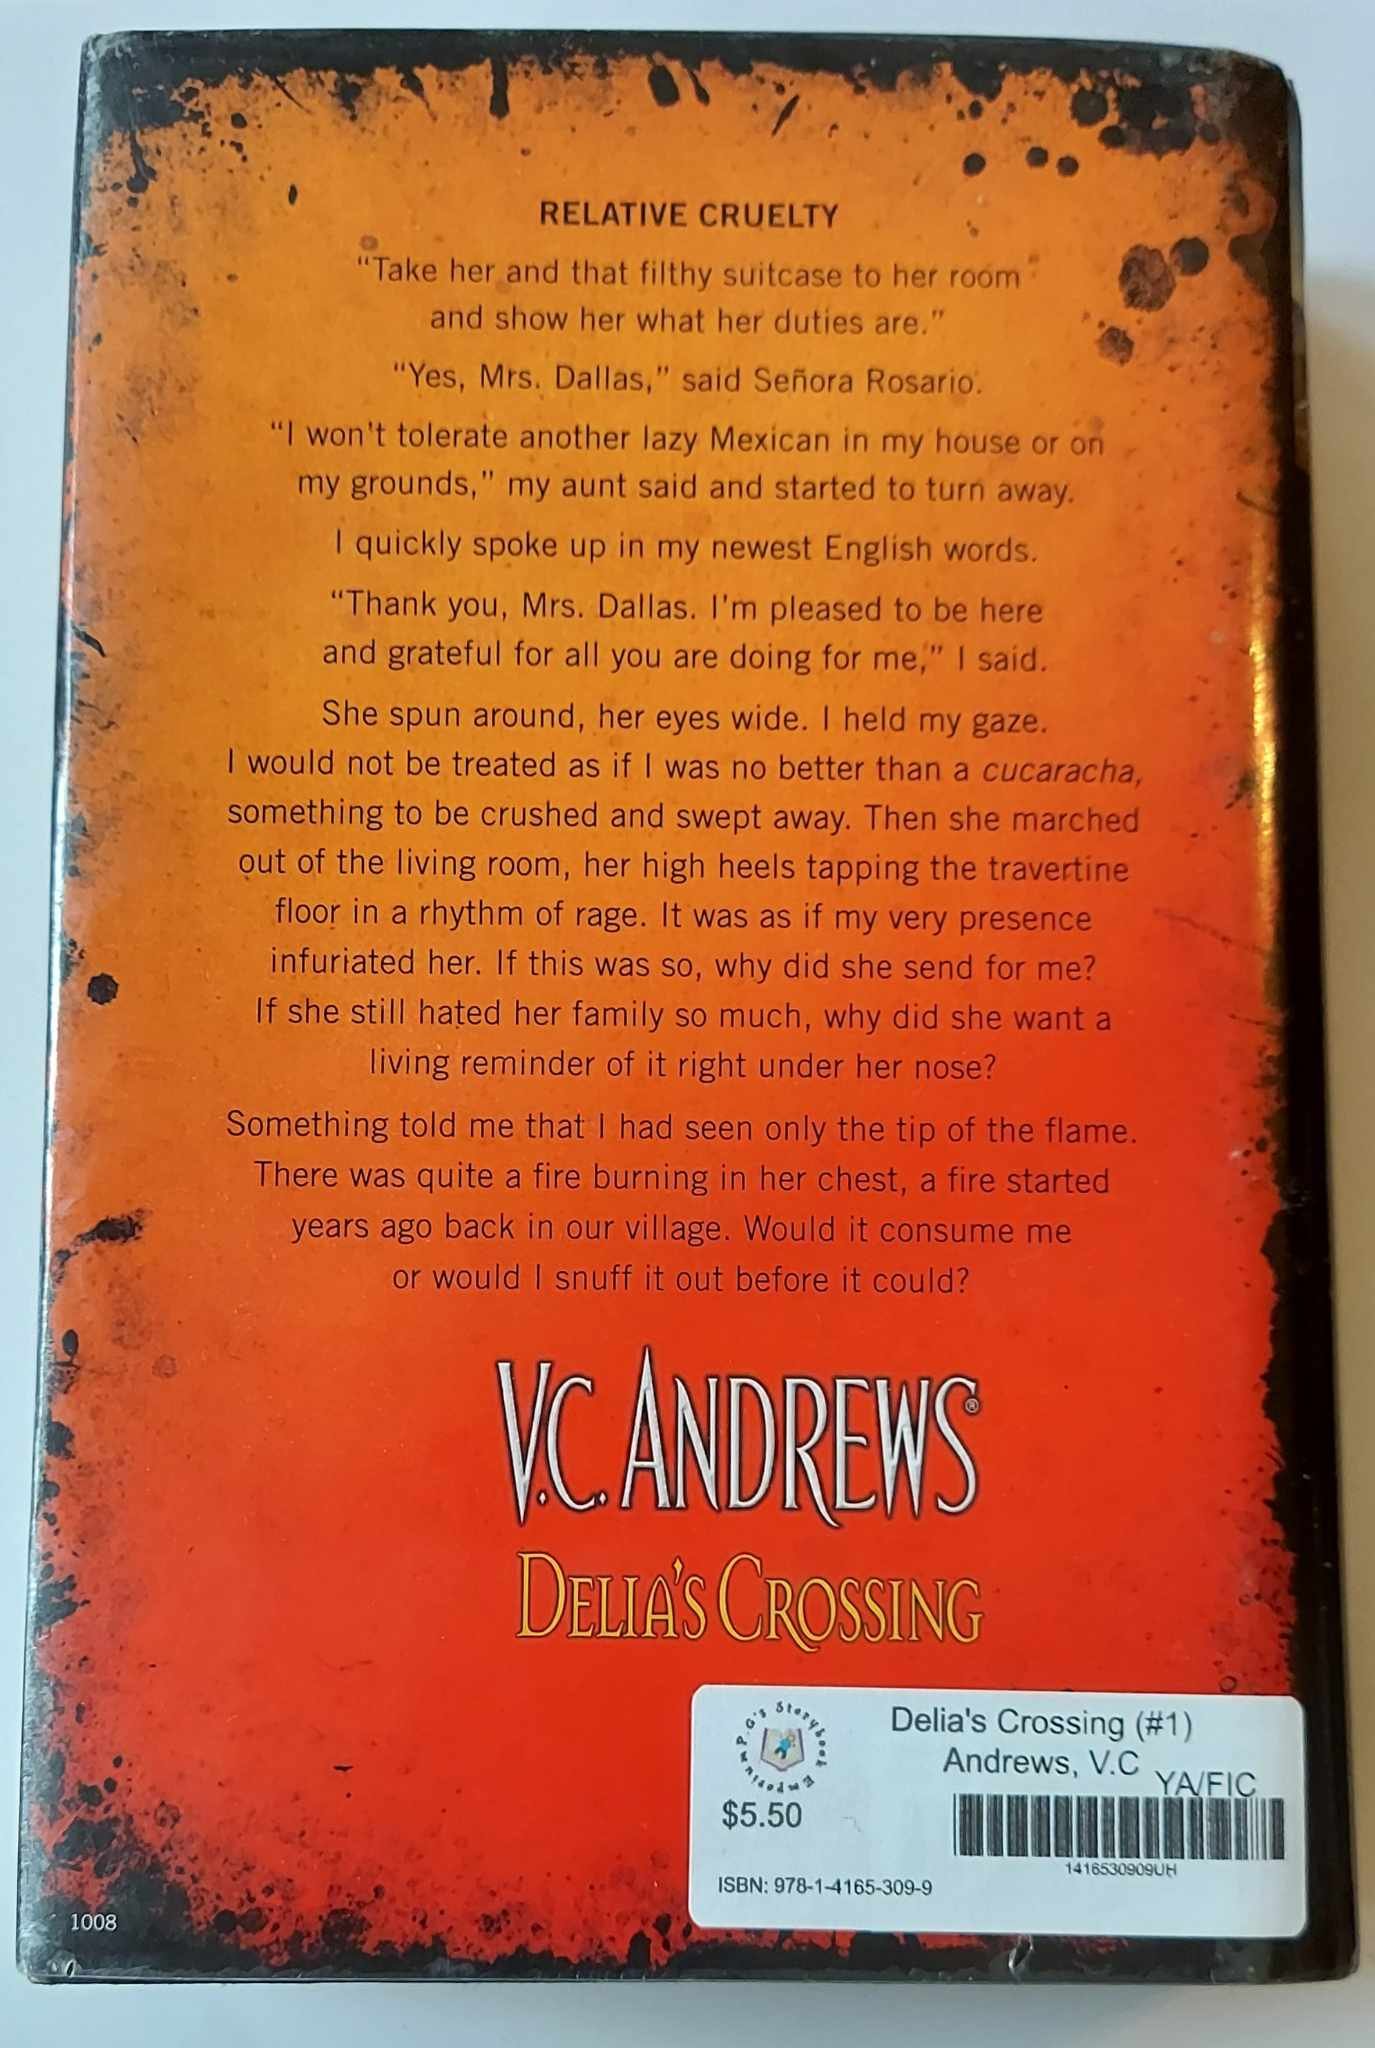 RELATIVE CRUELTY
“Take her and that filthy suitcase to her room
and show her what her duties are.”
“Yes, Mrs. Dallas,” said Señora Rosario.
“I won't tolerate another lazy Mexican in my house or on
my grounds,” my aunt said and started to turn away.
I quickly spoke up in my newest English words.
“Thank you, Mrs. Dallas. I'm pleased to be here
and grateful for all you are doing for me,” I said.
She spun around, her eyes wide. I held my gaze.
I would not be treated as if I was no better than a cucaracha,
something to be crushed and swept away. Then she marched
out of the living room, her high heels tapping the travertine
floor in a rhythm of rage. It was as if my very presence
infuriated her. If this was so, why did she send for me?
If she still hated her family so much, why did she want a
living reminder of it right under her nose?
Something told me that I had seen only the tip of the flame.
There was quite a fire burning in her chest, a fire started
years ago back in our village. Would it consume me
or would I snuff it out before it could?
V.C. ANDREWS®
DELIA'S CROSSING
P.G's Storybook Emporium
Delia's Crossing (#1)
Andrews, V.C
YA/FIC
$5.50
1416530909UH
ISBN: 978-1-4165-309-9
1008